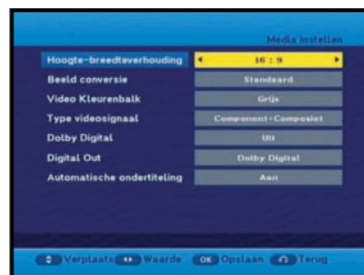 Media instellen
Hoogte-breedteverhouding 16 : 9
Beeld conversie Standaard
Video Kleurenbalk Grijs
Type videosignaal Component+Composiet
Dolby Digital Uit
Digital Out Dolby Digital
Automatische ondertiteling Aan
Verplaats Waarde OK Opslaan Terug